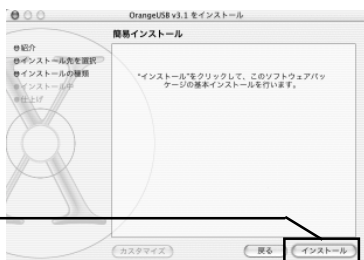 OrangeUSB v3.1 をインストール
簡易インストール
紹介
インストール先を選択
インストールの種類
インストール中
仕上げ
"インストール"をクリックして、このソフトウェアパッ
ケージの基本インストールを行います。
カスタマイズ
戻る
インストール